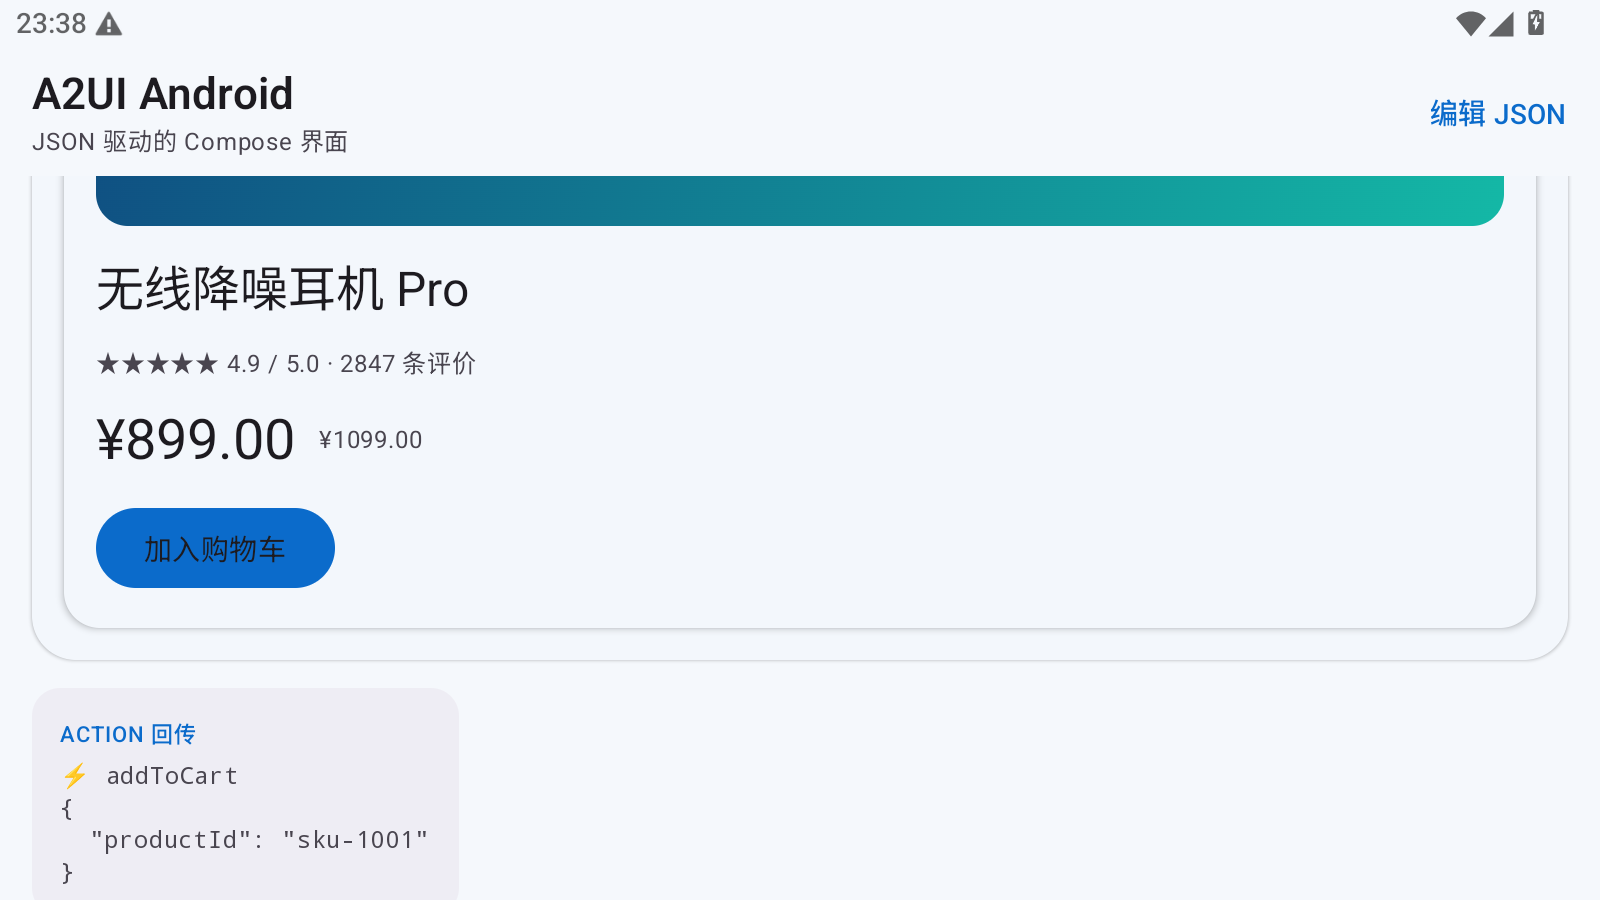 23:38
A2UI Android
JSON 驱动的 Compose 界面
编辑 JSON
无线降噪耳机 Pro
★★★★★ 4.9 / 5.0 · 2847 条评价
¥899.00 ¥1099.00
加入购物车
ACTION 回传
⚡ addToCart
{
  "productId": "sku-1001"
}